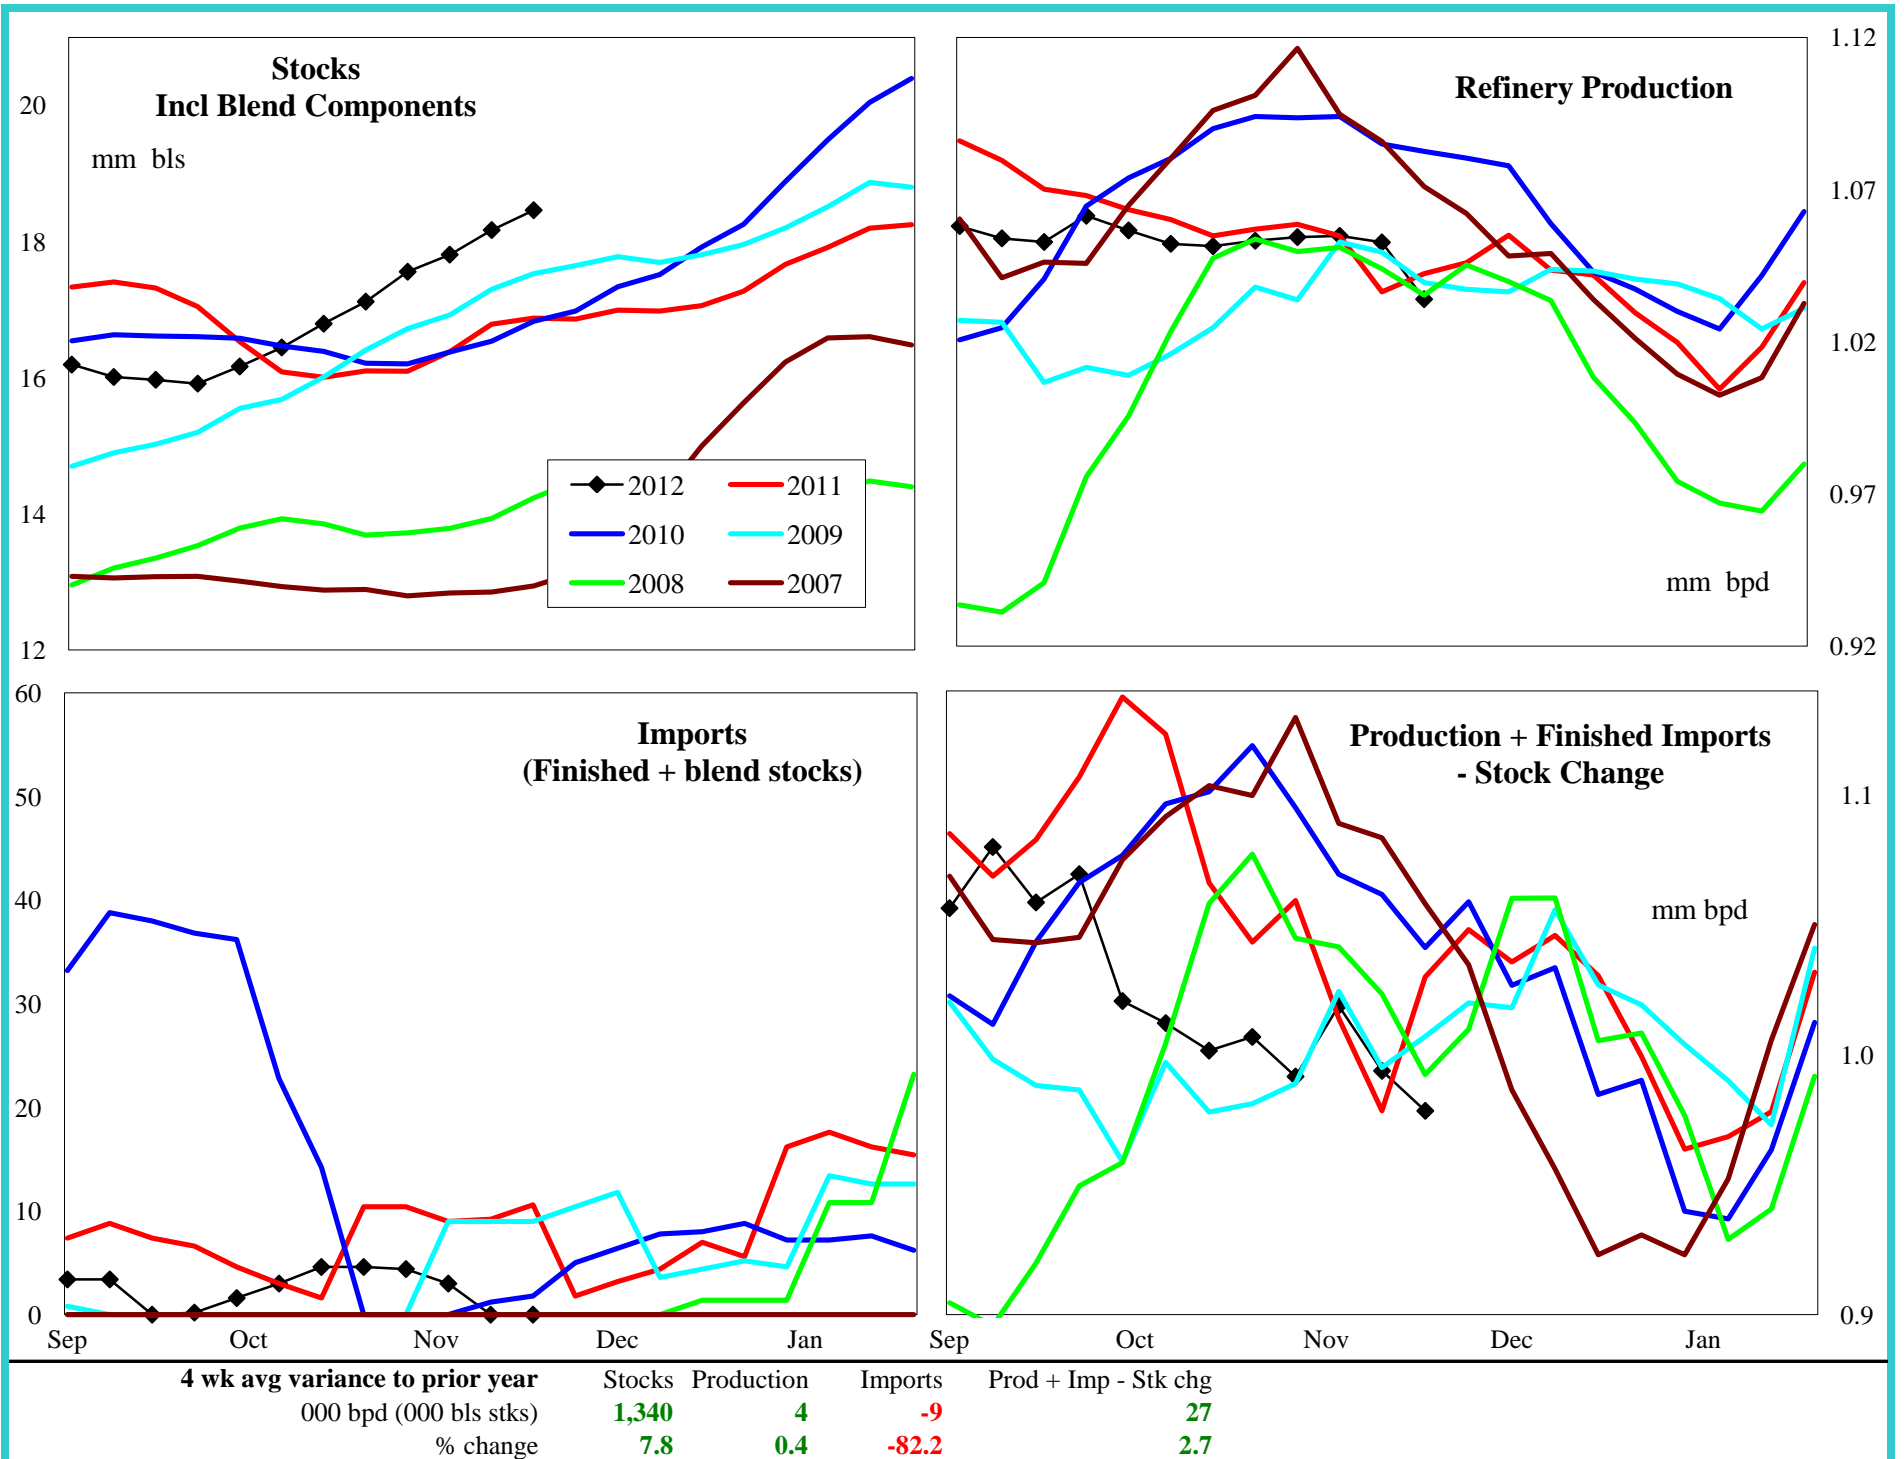 Stocks
Incl Blend Components
mm bls
20
18
16
14
12
2012
2011
2010
2009
2008
2007
Refinery Production
mm bpd
1.12
1.07
1.02
0.97
0.92
Imports
(Finished + blend stocks)
60
50
40
30
20
10
0
Sep Oct Nov Dec Jan
Production + Finished Imports
- Stock Change
mm bpd
1.1
1.0
0.9
Sep Oct Nov Dec Jan
4 wk avg variance to prior year Stocks Production Imports Prod + Imp - Stk chg
000 bpd (000 bls stks) 1,340 4 -9 27
% change 7.8 0.4 -82.2 2.7